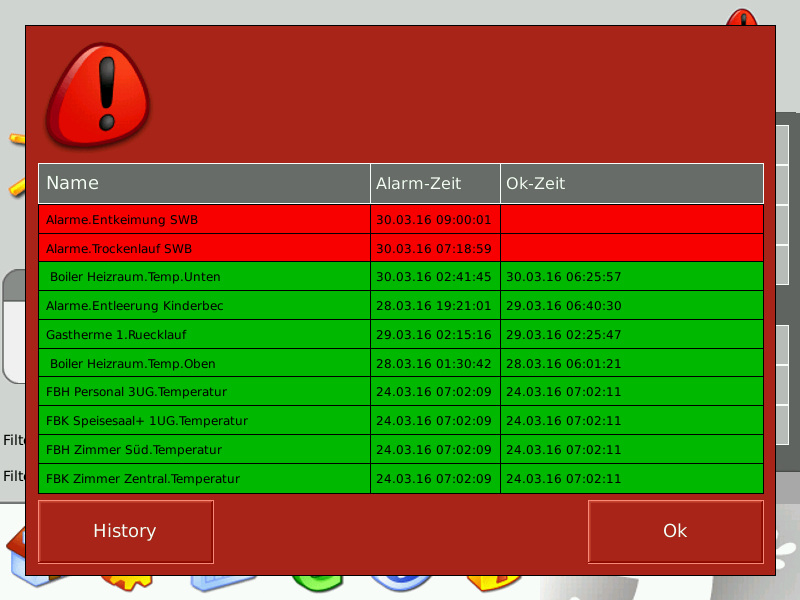 Name Alarm-Zeit Ok-Zeit
Alarme.Entkeimung SWB 30.03.16 09:00:01
Alarme.Trockenlauf SWB 30.03.16 07:18:59
Boiler Heizraum.Temp.Unten 30.03.16 02:41:45 30.03.16 06:25:57
Alarme.Entleerung Kinderbec 28.03.16 19:21:01 29.03.16 06:40:30
Gastherme 1.Ruecklauf 29.03.16 02:15:16 29.03.16 02:25:47
Boiler Heizraum.Temp.Oben 28.03.16 01:30:42 28.03.16 06:01:21
FBH Personal 3UG.Temperatur 24.03.16 07:02:09 24.03.16 07:02:11
FBK Speisesaal+ 1UG.Temperatur 24.03.16 07:02:09 24.03.16 07:02:11
FBH Zimmer Süd.Temperatur 24.03.16 07:02:09 24.03.16 07:02:11
FBK Zimmer Zentral.Temperatur 24.03.16 07:02:09 24.03.16 07:02:11
History Ok